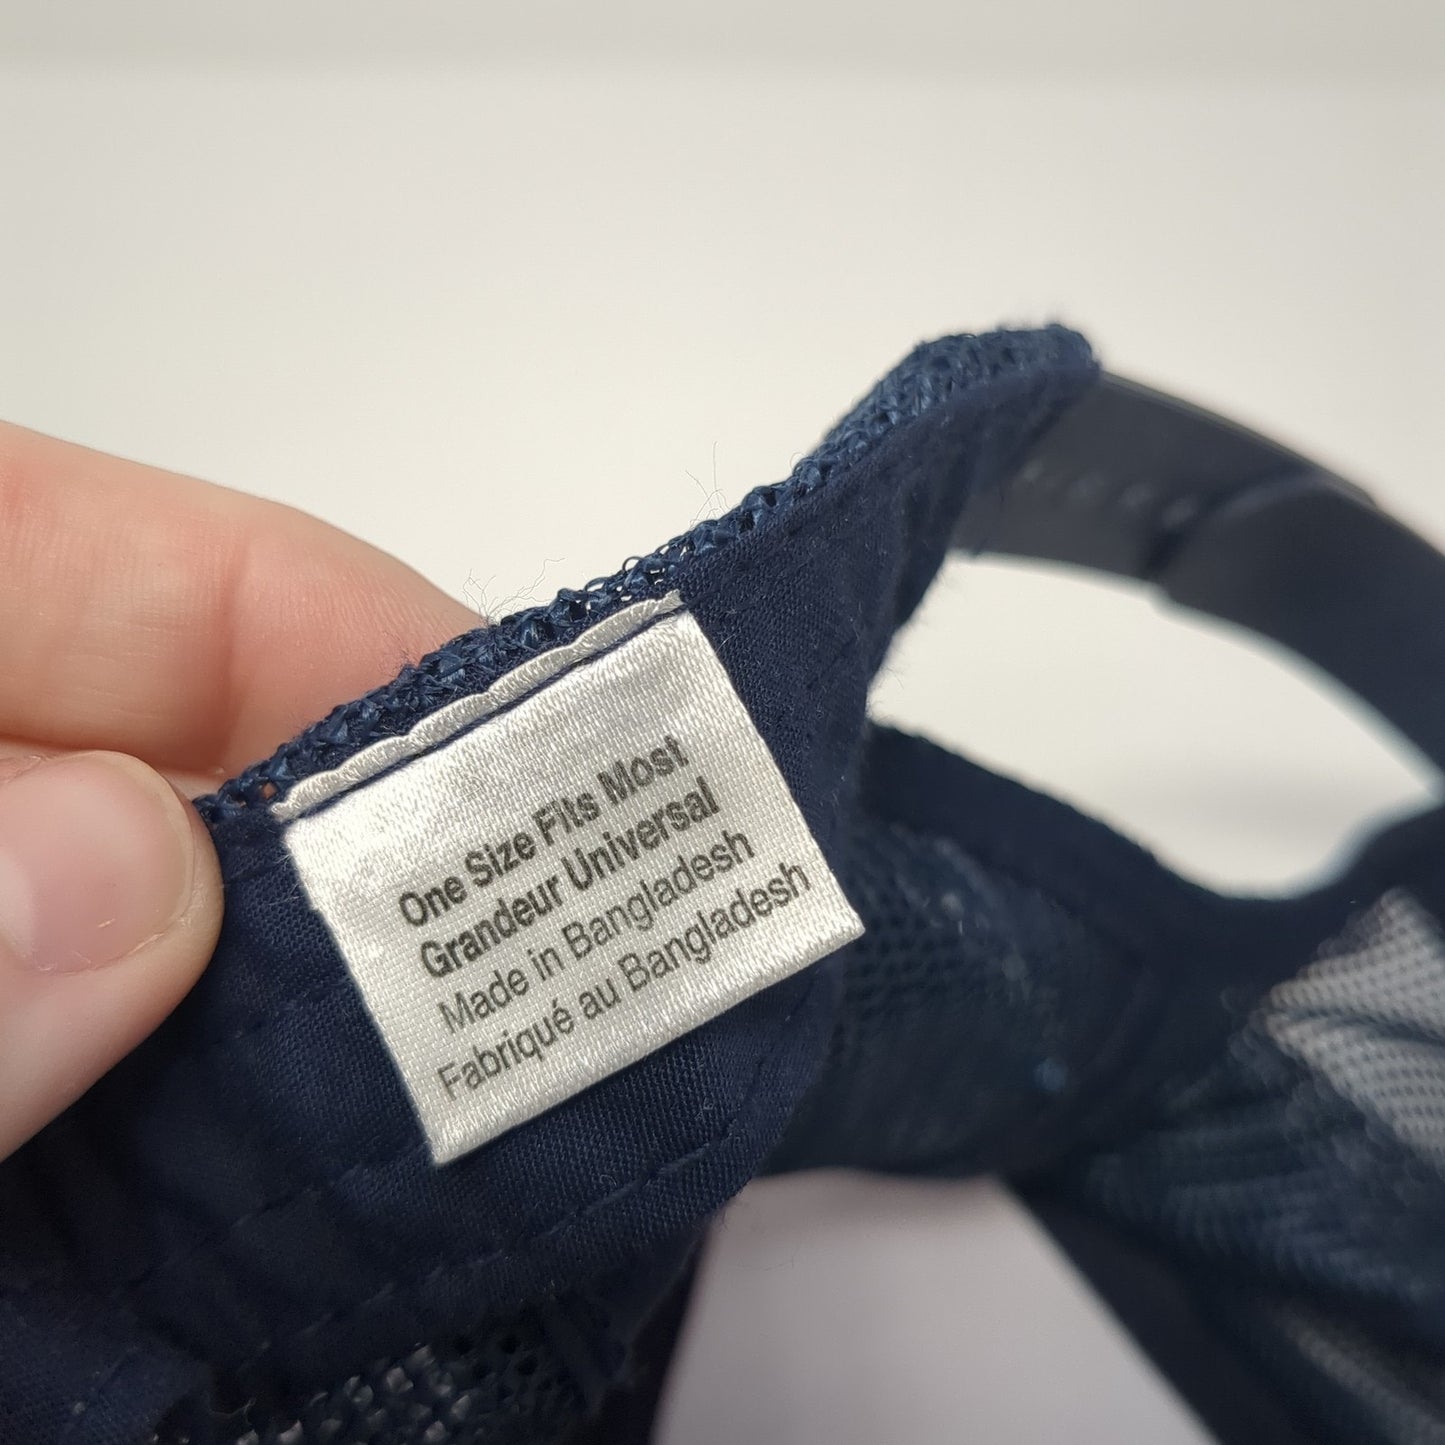 One Size Fits Most
Grandeur Universal
Made in Bangladesh
Fabriqué au Bangladesh